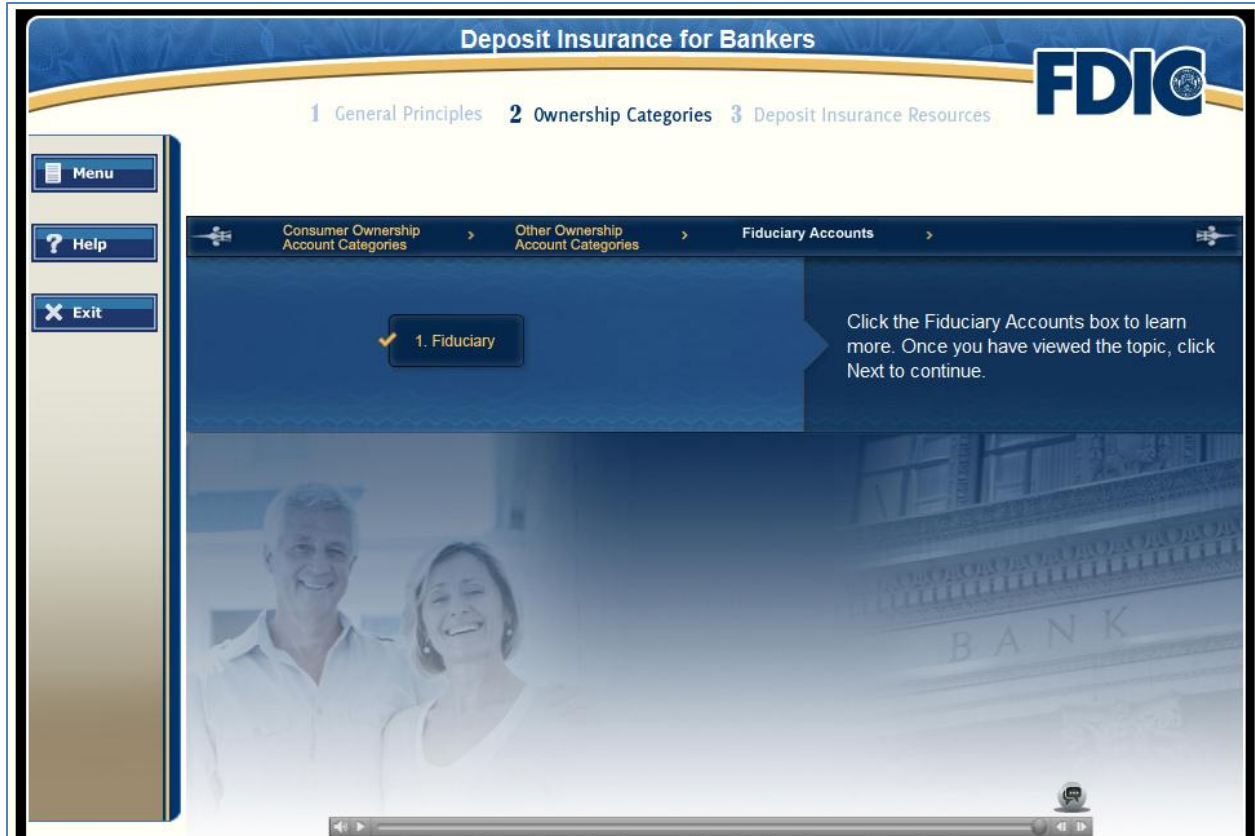 Deposit Insurance for Bankers
FDIC
1 General Principles 2 Ownership Categories 3 Deposit Insurance Resources
Menu
? Help
Exit
Consumer Ownership
Account Categories
Other Ownership
Account Categories
Fiduciary Accounts
1. Fiduciary
Click the Fiduciary Accounts box to learn
more. Once you have viewed the topic, click
Next to continue.
BANK